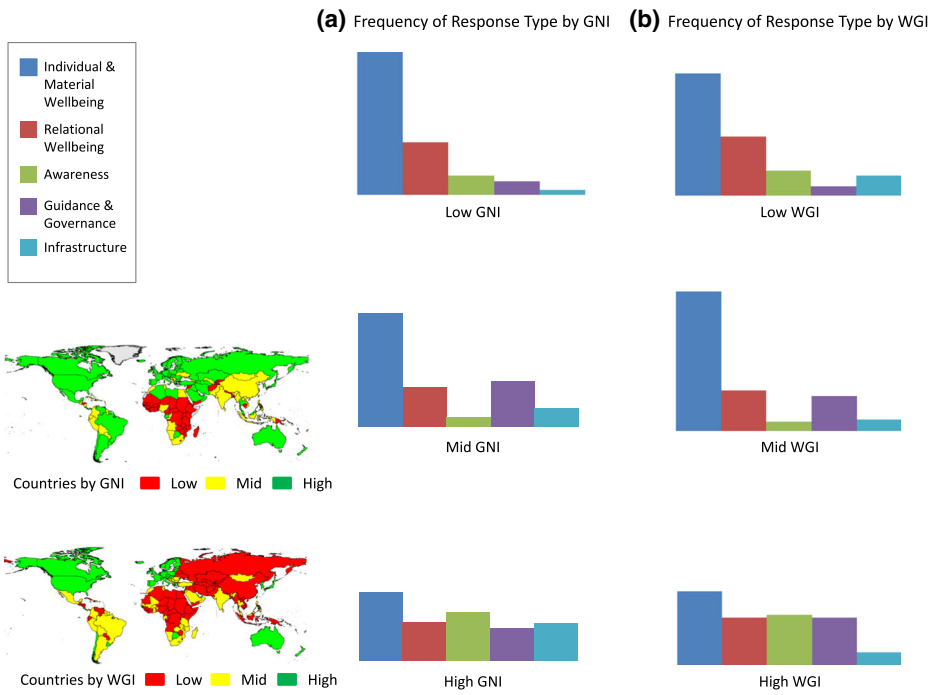 (a) Frequency of Response Type by GNI
(b) Frequency of Response Type by WGI
Individual &
Material
Wellbeing
Relational
Wellbeing
Awareness
Guidance &
Governance
Infrastructure
Low GNI
Low WGI
Mid GNI
Mid WGI
Countries by GNI Low Mid High
Countries by WGI Low Mid High
High GNI
High WGI